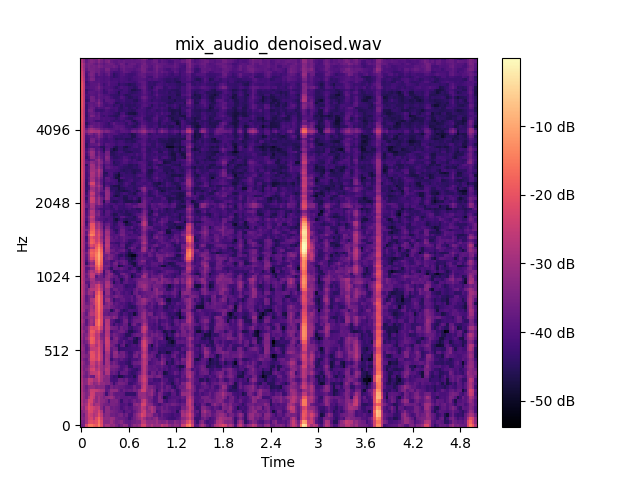 mix_audio_denoised.wav
Hz
4096
2048
1024
512
0
0 0.6 1.2 1.8 2.4 3 3.6 4.2 4.8
Time
-10 dB
-20 dB
-30 dB
-40 dB
-50 dB